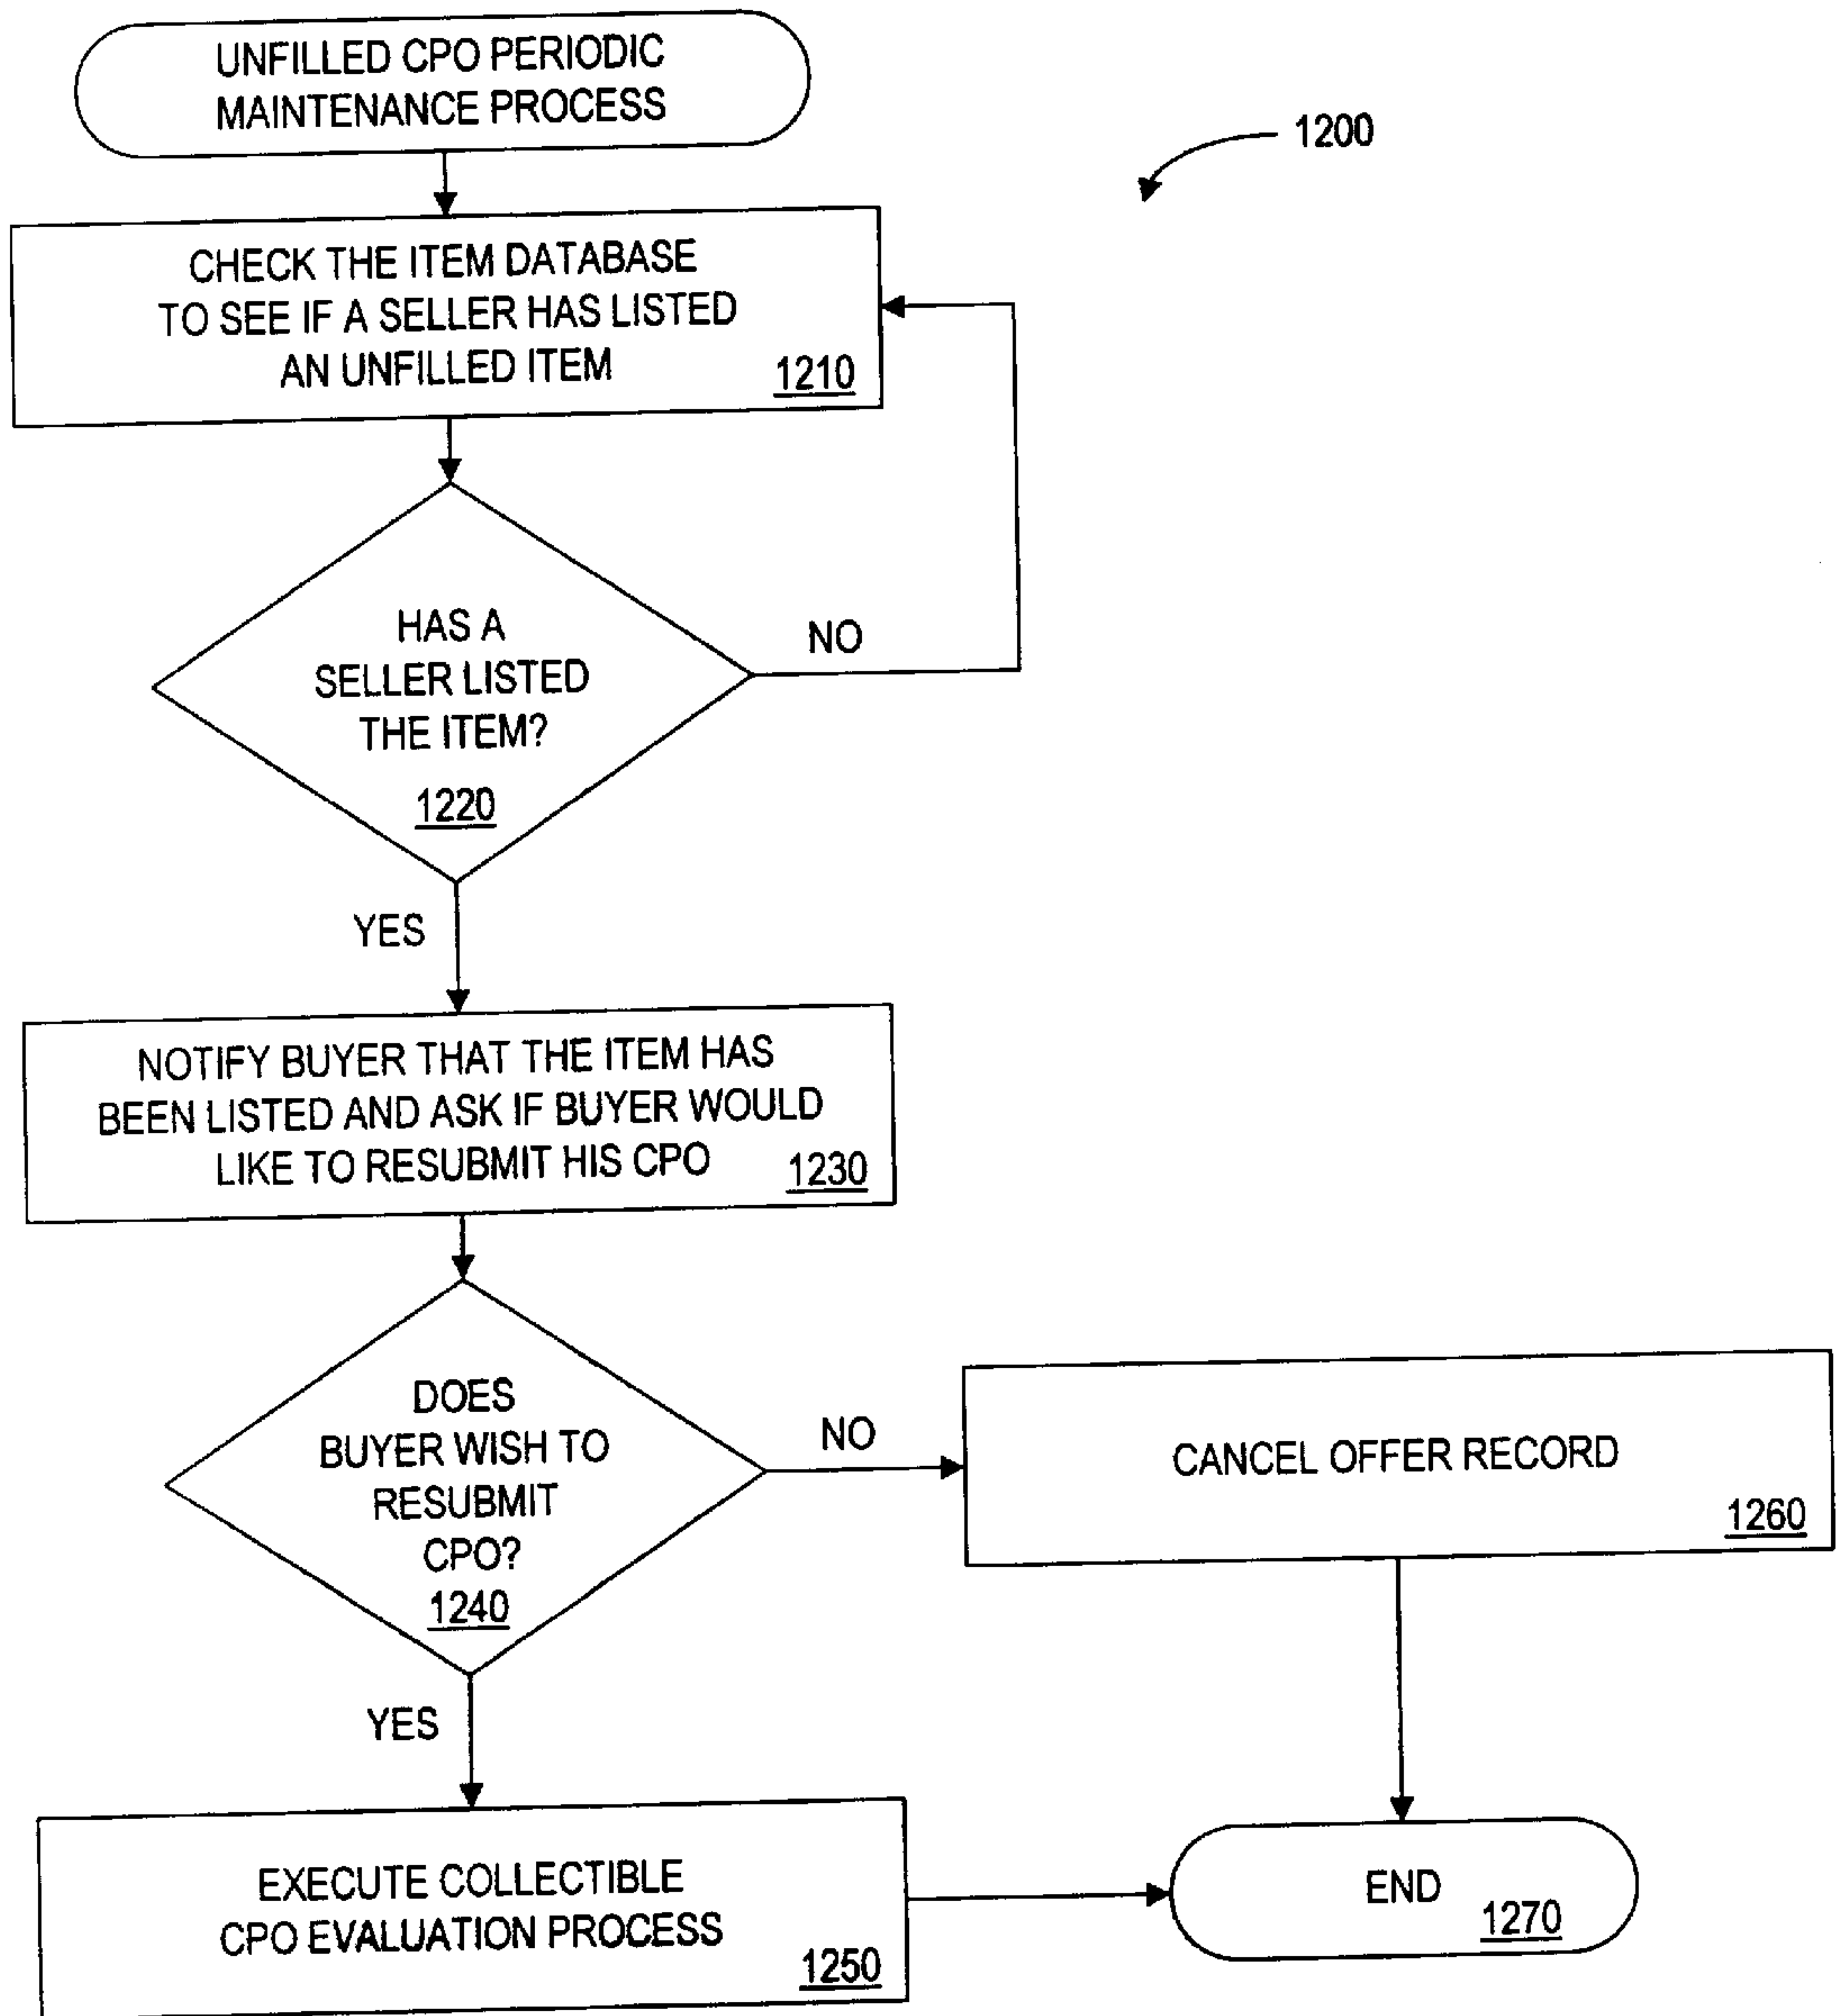 UNFILLED CPO PERIODIC
MAINTENANCE PROCESS
1200
CHECK THE ITEM DATABASE
TO SEE IF A SELLER HAS LISTED
AN UNFILLED ITEM
1210
HAS A
SELLER LISTED
THE ITEM?
1220
NO
YES
NOTIFY BUYER THAT THE ITEM HAS
BEEN LISTED AND ASK IF BUYER WOULD
LIKE TO RESUBMIT HIS CPO
1230
DOES
BUYER WISH TO
RESUBMIT
CPO?
1240
NO
CANCEL OFFER RECORD
1260
YES
EXECUTE COLLECTIBLE
CPO EVALUATION PROCESS
1250
END
1270